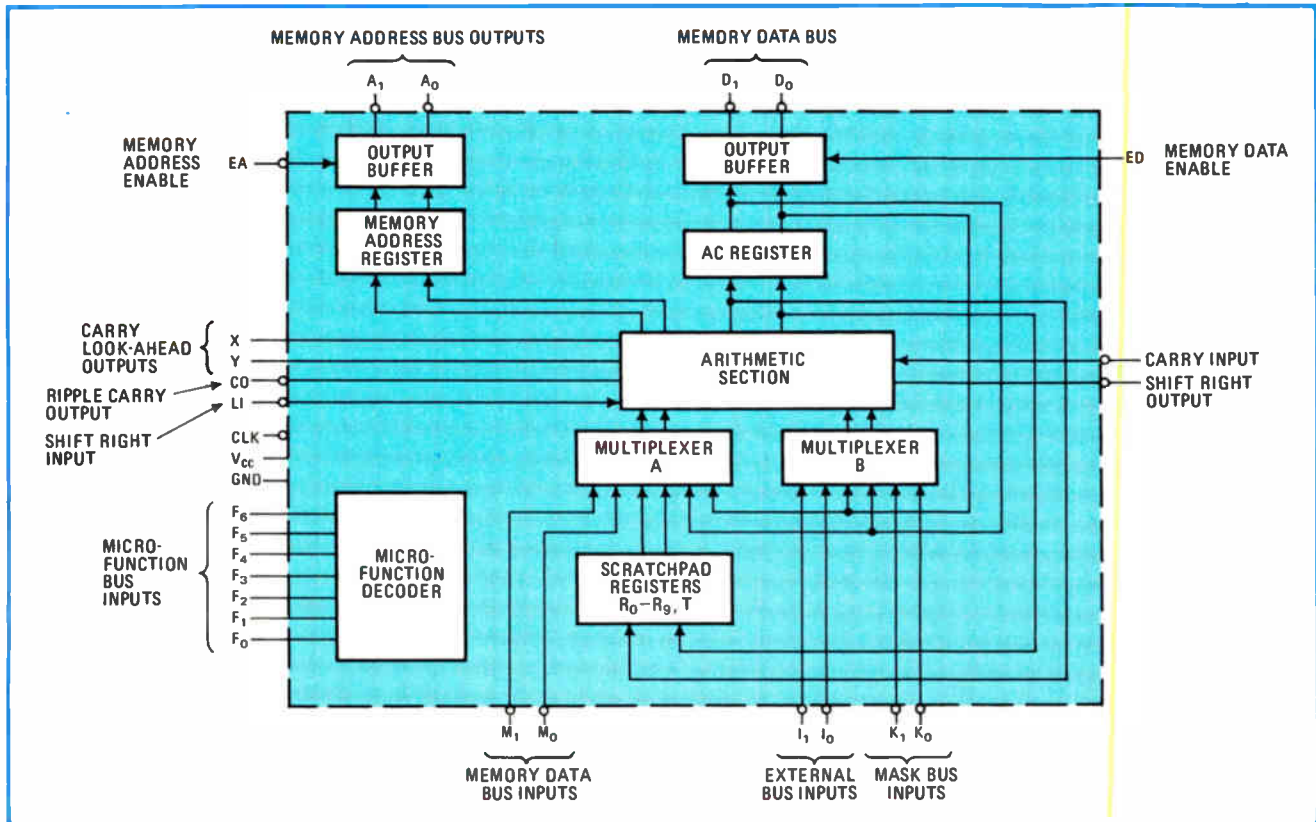 MEMORY ADDRESS BUS OUTPUTS
MEMORY DATA BUS
A1
A0
D1
D0
MEMORY
ADDRESS
ENABLE
EA
OUTPUT
BUFFER
OUTPUT
BUFFER
ED
MEMORY DATA
ENABLE
MEMORY
ADDRESS
REGISTER
AC REGISTER
CARRY
LOOK-AHEAD
OUTPUTS
X
Y
ARITHMETIC
SECTION
CARRY INPUT
SHIFT RIGHT
OUTPUT
RIPPLE CARRY
OUTPUT
CO
LI
SHIFT RIGHT
INPUT
CLK
VCC
GND
MULTIPLEXER
A
MULTIPLEXER
B
MICRO-
FUNCTION
BUS
INPUTS
F6
F5
F4
F3
F2
F1
F0
MICRO-
FUNCTION
DECODER
SCRATCHPAD
REGISTERS
R0–R9, T
M1
M0
I1
I0
K1
K0
MEMORY DATA
BUS INPUTS
EXTERNAL
BUS INPUTS
MASK BUS
INPUTS